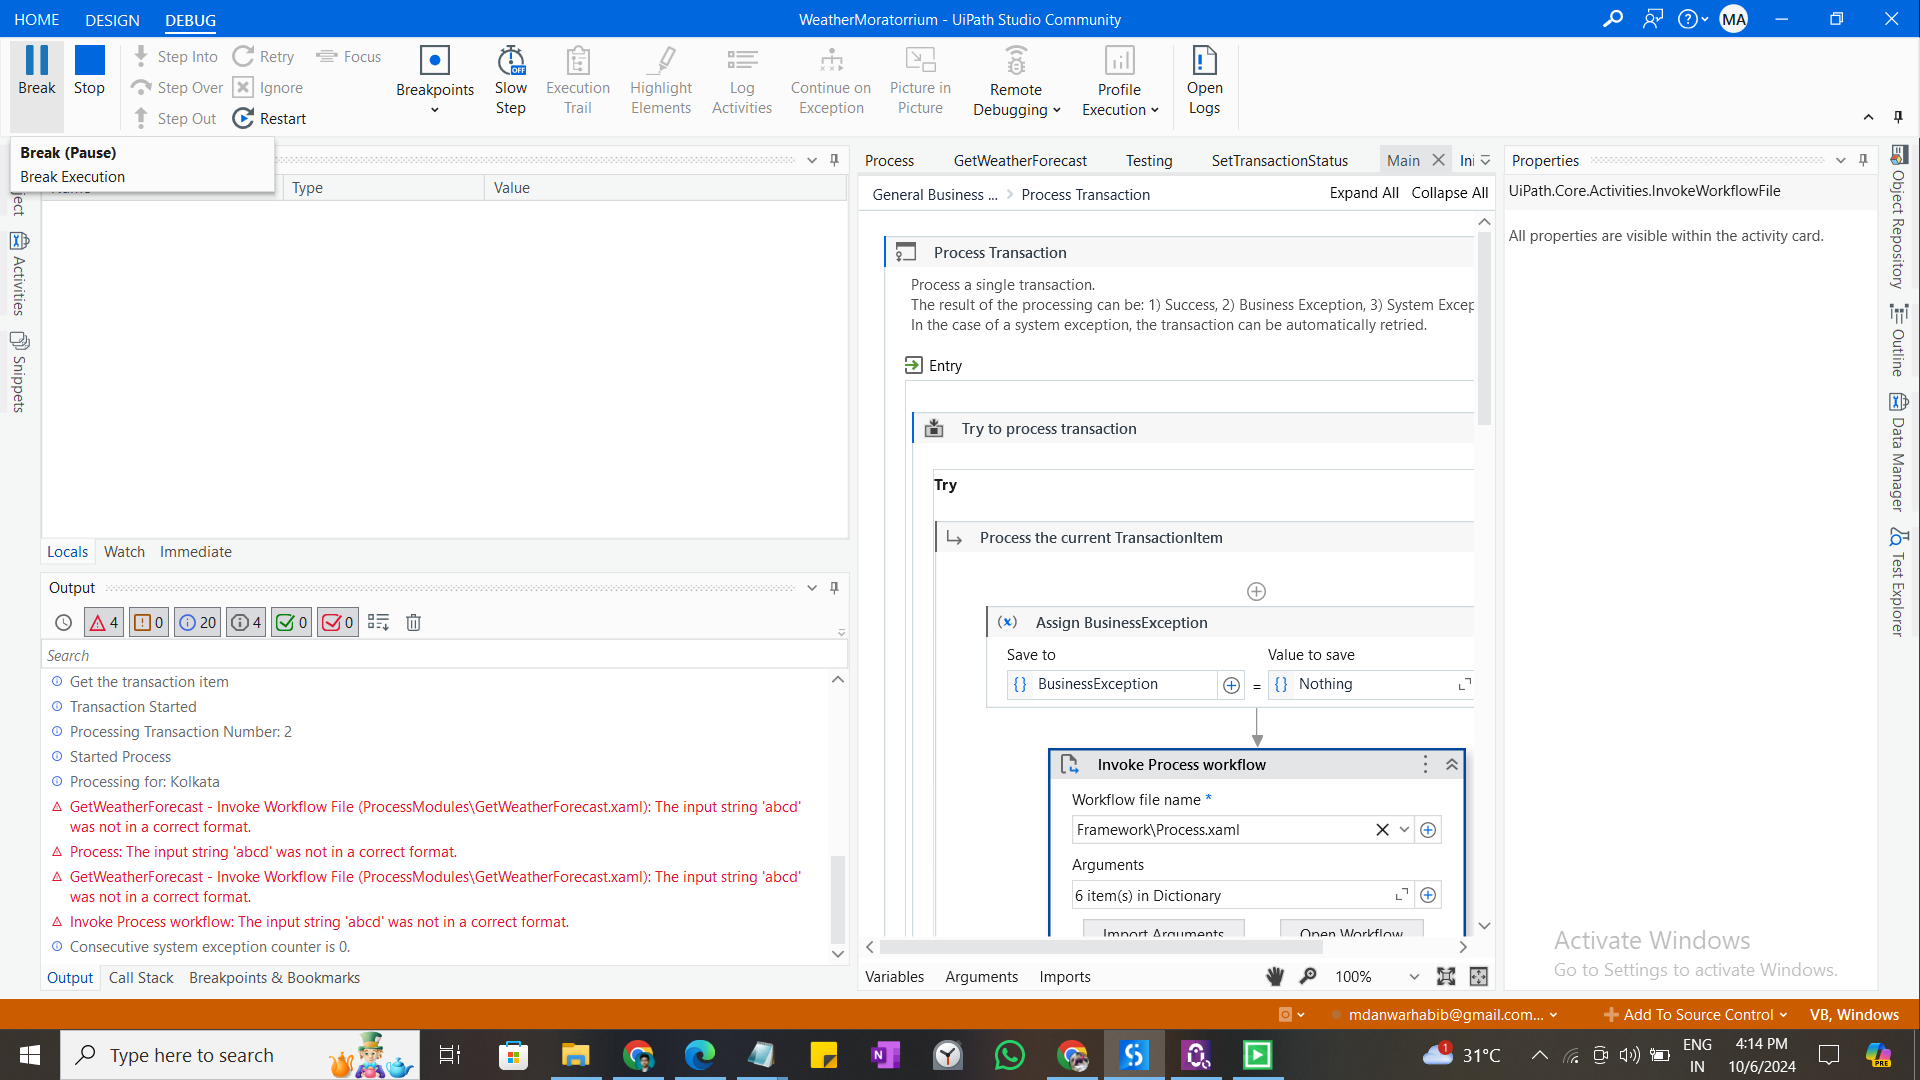 HOME DESIGN DEBUG
WeatherMoratorrium - UiPath Studio Community
MA
Break
Stop
Step Into
Step Over
Step Out
Retry
Ignore
Restart
Focus
Breakpoints
OFF
Slow Step
Execution Trail
Highlight Elements
Log Activities
Continue on Exception
Picture in Picture
Remote Debugging
Profile Execution
Open Logs
Break (Pause)
Break Execution
Type
Value
Activities
Snippets
Locals Watch Immediate
Output
4 0 20 4 0 0
Search
Get the transaction item
Transaction Started
Processing Transaction Number: 2
Started Process
Processing for: Kolkata
GetWeatherForecast - Invoke Workflow File (ProcessModules\GetWeatherForecast.xaml): The input string 'abcd'
was not in a correct format.
Process: The input string 'abcd' was not in a correct format.
GetWeatherForecast - Invoke Workflow File (ProcessModules\GetWeatherForecast.xaml): The input string 'abcd'
was not in a correct format.
Invoke Process workflow: The input string 'abcd' was not in a correct format.
Consecutive system exception counter is 0.
Output Call Stack Breakpoints & Bookmarks
Process GetWeatherForecast Testing SetTransactionStatus Main Ini
General Business ... > Process Transaction
Expand All Collapse All
Process Transaction
Process a single transaction.
The result of the processing can be: 1) Success, 2) Business Exception, 3) System Excep
In the case of a system exception, the transaction can be automatically retried.
Entry
Try to process transaction
Try
Process the current TransactionItem
(x) Assign BusinessException
Save to Value to save
{} BusinessException = {} Nothing
Invoke Process workflow
Workflow file name *
Framework\Process.xaml
Arguments
6 item(s) in Dictionary
Import Arguments Open Workflow
Variables Arguments Imports
100%
Properties
UiPath.Core.Activities.InvokeWorkflowFile
All properties are visible within the activity card.
Object Repository
Outline
Data Manager
Test Explorer
Activate Windows
Go to Settings to activate Windows.
mdanwarhabib@gmail.com...
Add To Source Control
VB, Windows
Type here to search
1
31°C
ENG
IN
4:14 PM
10/6/2024
PRE